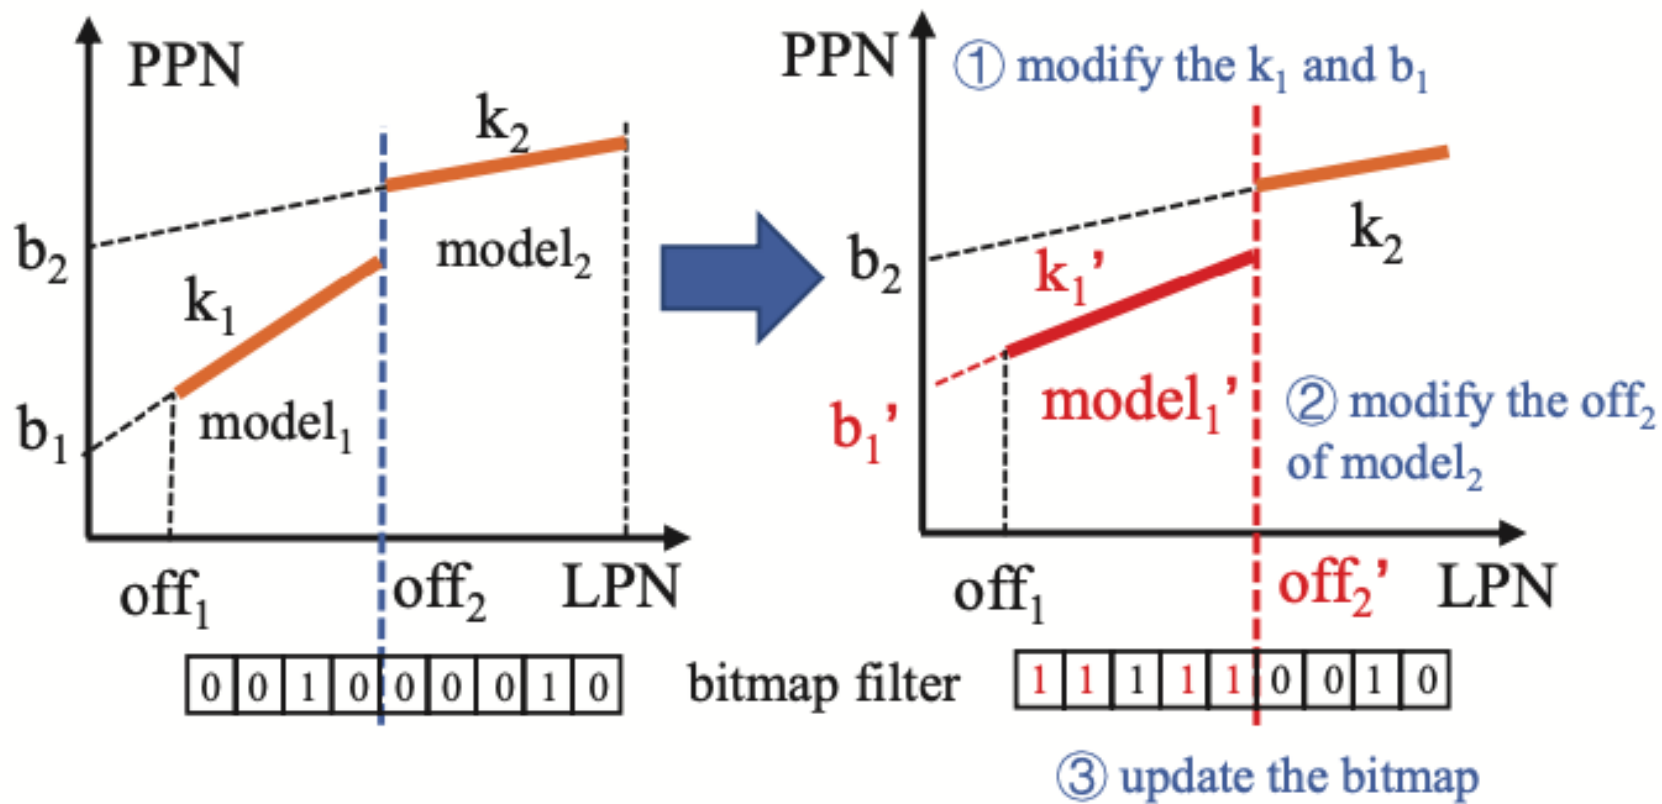 PPN
k₂
b₂
model₂
k₁
b₁
model₁
off₁
off₂
LPN
0 0 1 0 0 0 0 1 0
bitmap filter
PPN
① modify the k₁ and b₁
b₂
k₁’
k₂
b₁’
model₁’
② modify the off₂
of model₂
off₁
off₂’
LPN
1 1 1 1 1 0 0 1 0
③ update the bitmap